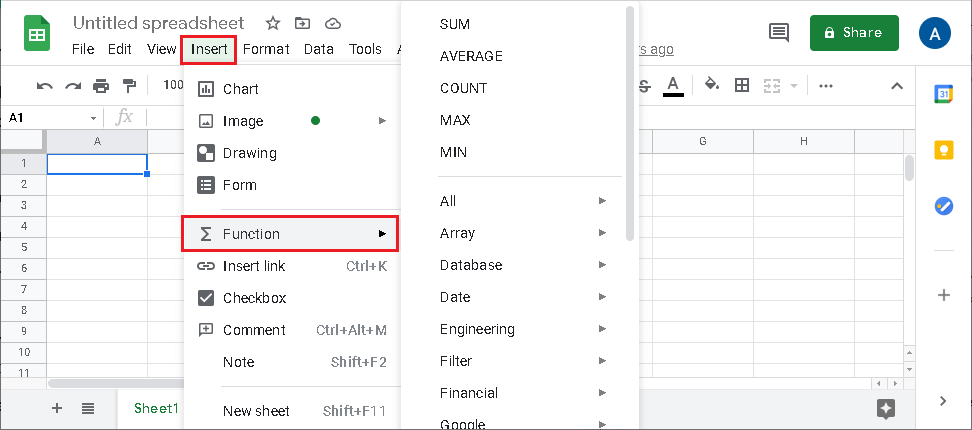 Untitled spreadsheet
File Edit View Insert Format Data Tools
s ago
Share
A
100
A
31
A1
fx
A
G
H
1
2
3
4
5
6
7
8
9
10
11
Chart
Image
Drawing
Form
Function
Insert link Ctrl+K
Checkbox
Comment Ctrl+Alt+M
Note Shift+F2
New sheet Shift+F11
SUM
AVERAGE
COUNT
MAX
MIN
All
Array
Database
Date
Engineering
Filter
Financial
Google
Sheet1